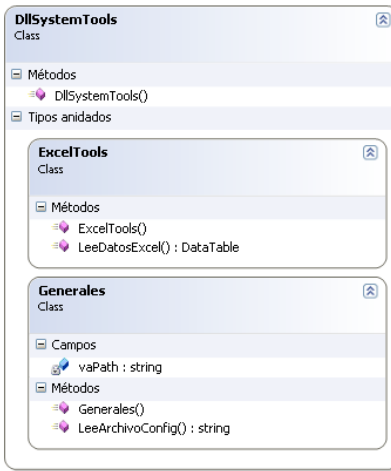 DllSystemTools
Class
Métodos
DllSystemTools()
Tipos anidados
ExcelTools
Class
Métodos
ExcelTools()
LeeDatosExcel() : DataTable
Generales
Class
Campos
vaPath : string
Métodos
Generales()
LeeArchivoConfig() : string